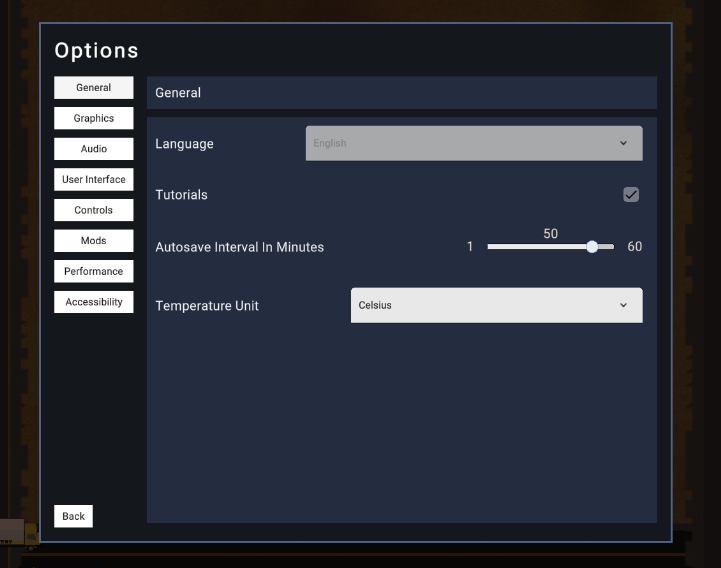 Options
General
Graphics
Audio
User Interface
Controls
Mods
Performance
Accessibility
Back
General
Language
English
Tutorials
Autosave Interval In Minutes
1
50
60
Temperature Unit
Celsius